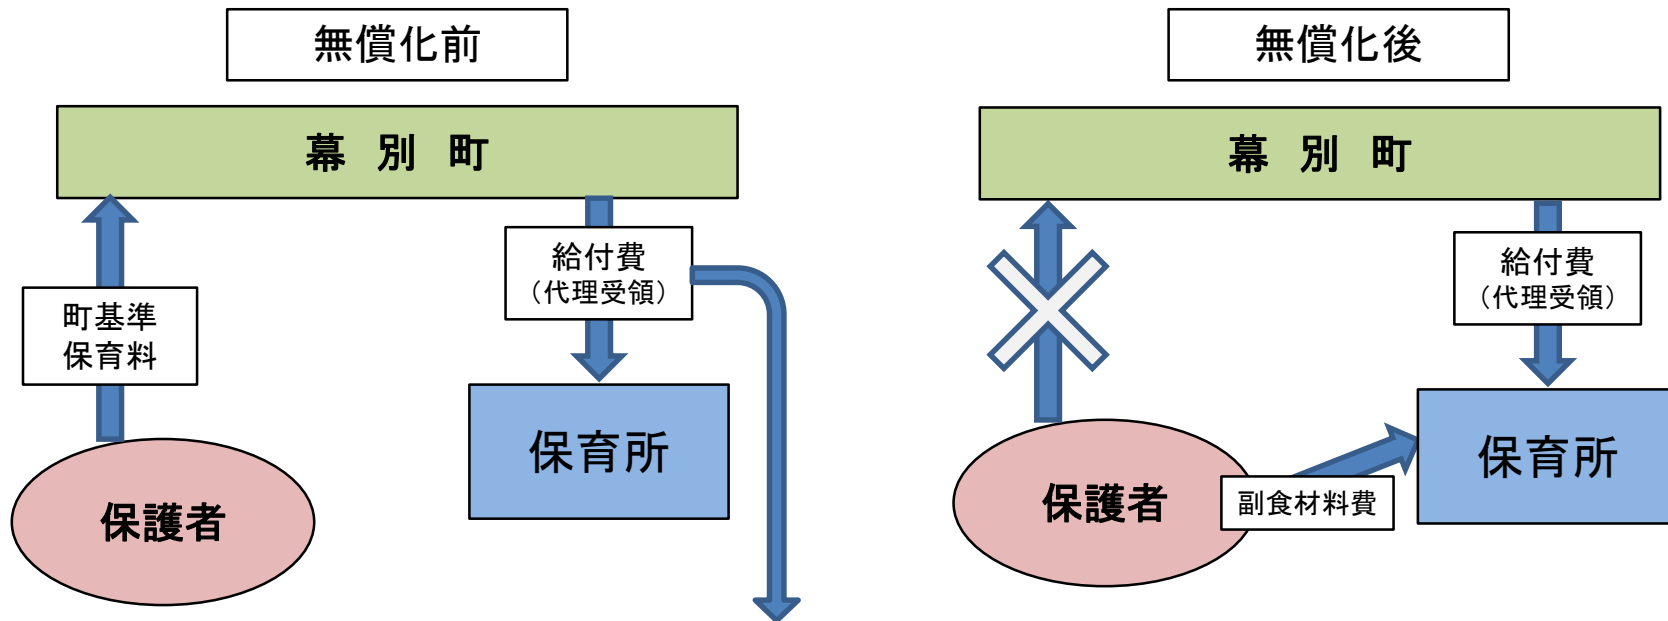 無償化前
幕別町
給付費
（代理受領）
町基準
保育料
保育所
保護者
無償化後
幕別町
給付費
（代理受領）
保育所
保護者
副食材料費